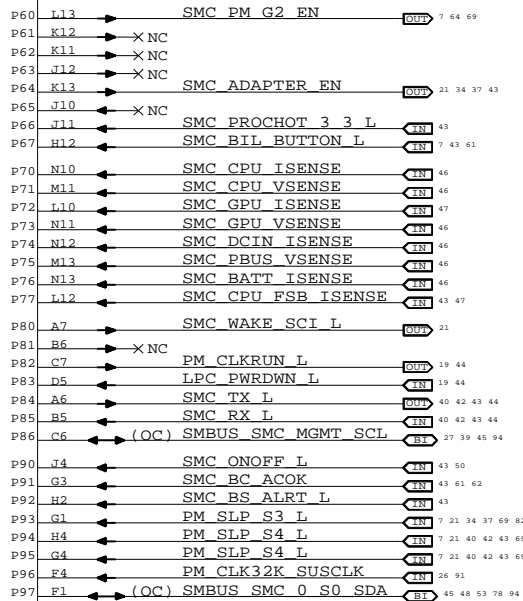 P60 L13 SMC_PM_G2_EN OUT 7 64 69
P61 K12 NC
P62 K11 NC
P63 J12 NC
P64 K13 SMC_ADAPTER_EN OUT 21 34 37 43
P65 J10 NC
P66 J11 SMC_PROCHOT_3_3_L IN 43
P67 H12 SMC_BIL_BUTTON_L IN 7 43 61
P70 N10 SMC_CPU_ISENSE IN 46
P71 M11 SMC_CPU_VSENSE IN 46
P72 L10 SMC_GPU_ISENSE IN 47
P73 N11 SMC_GPU_VSENSE IN 46
P74 N12 SMC_DCIN_ISENSE IN 46
P75 M13 SMC_PBUS_VSENSE IN 46
P76 N13 SMC_BATT_ISENSE IN 46
P77 L12 SMC_CPU_FSB_ISENSE IN 43 47
P80 A7 SMC_WAKE_SCI_L OUT 21
P81 B6 NC
P82 C7 PM_CLKRUN_L OUT 19 44
P83 D5 LPC_PWRDWN_L IN 19 44
P84 A6 SMC_TX_L OUT 40 42 43 44
P85 B5 SMC_RX_L IN 40 42 43 44
P86 C6 (OC) SMBUS_SMC_MGMT_SCL BI 27 39 45 94
P90 J4 SMC_ONOFF_L IN 43 50
P91 G3 SMC_BC_ACOK IN 43 61 62
P92 H2 SMC_BS_ALRT_L IN 43
P93 G1 PM_SLP_S3_L IN 7 21 34 37 69 82
P94 H4 PM_SLP_S4_L IN 7 21 40 42 43 69
P95 G4 PM_SLP_S4_L IN 7 21 40 42 43 69
P96 F4 PM_CLK32K_SUSCLK IN 26 91
P97 F1 (OC) SMBUS_SMC_0_S0_SDA BI 45 48 53 78 94